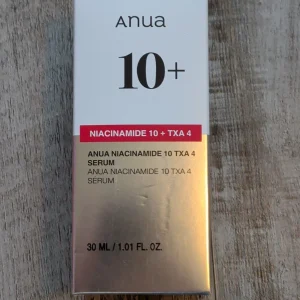 Anua
10+
NIACINAMIDE 10 + TXA 4
ANUA NIACINAMIDE 10 TXA 4
SERUM
ANUA NIACINAMIDE 10 TXA 4
SERUM
30 ML / 1.01 FL. OZ.